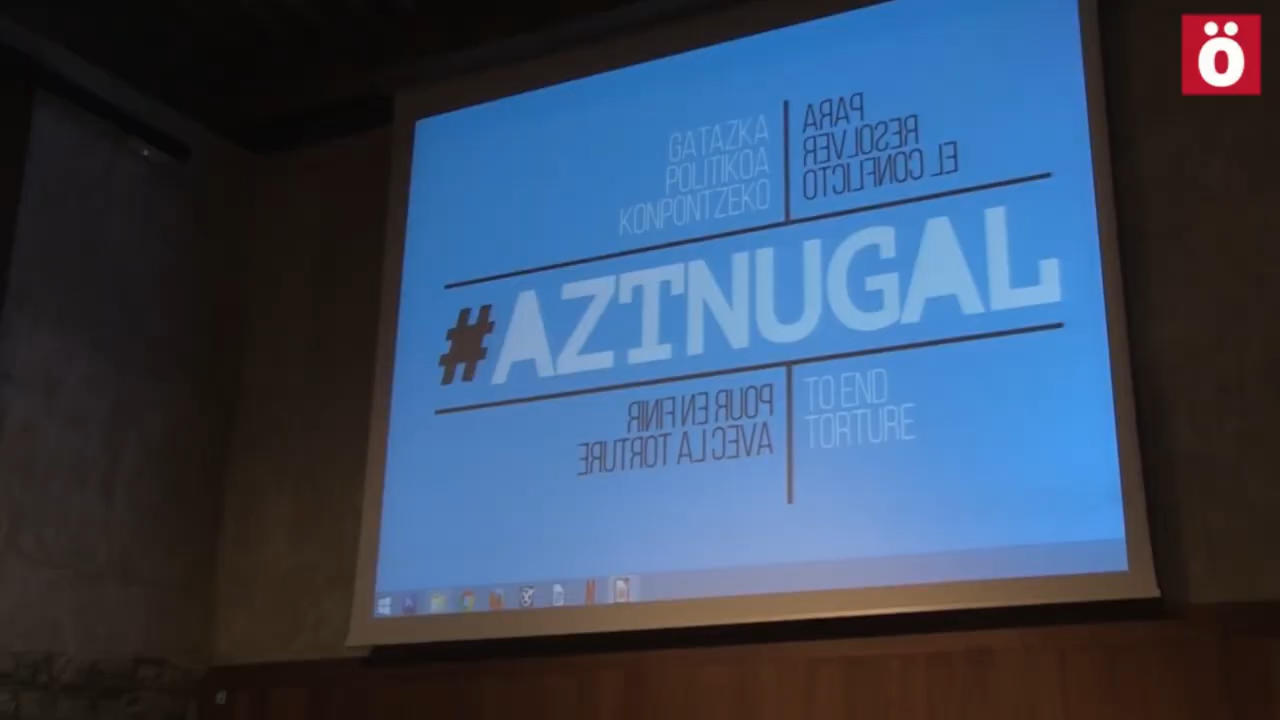 GATAZKA
POLITIKOA
KONPONTZEKO
PARA
RESOLVER
EL CONFLICTO
#AZTNUGAL
POUR EN FINIR
AVEC LA TORTURE
TO END
TORTURE
ö